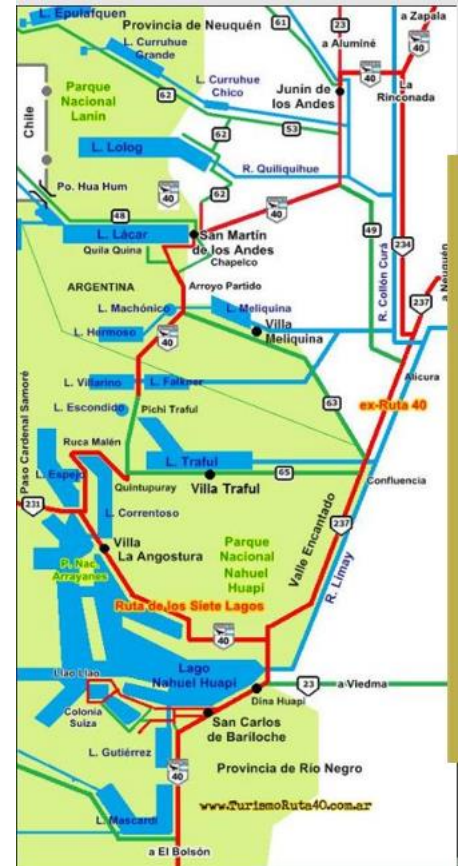 L. Epulafquen
Provincia de Neuquén
61
23
a Zapala
L. Curruhue
Grande
a Aluminé
40
40
L. Curruhue
Chico
La
Rinconada
Parque
Nacional
Lanín
62
Junín de
los Andes
Chile
62
53
L. Lolog
R. Quiliquihue
Po. Hua Hum
40
62
40
48
L. Lácar
San Martín
de los Andes
49
234
Quila Quina
Chapelco
R. Collón Curá
a Neuquén
ARGENTINA
Arroyo Partido
237
L. Machónico
L. Meliquina
Villa
Meliquina
L. Hermoso
40
Alicura
L. Villarino
L. Falkner
63
ex-Ruta 40
L. Escondido
Pichi Traful
Paso Cardenal Samoré
Ruca Malén
L. Traful
L. Espejo
65
Confluencia
Quintupuray
Villa Traful
231
L. Correntoso
237
Valle Encantado
R. Limay
Villa
La Angostura
Parque
Nacional
Nahuel
Huapi
P. Nac.
Arrayanes
Ruta de los Siete Lagos
40
Llao Llao
Lago
Nahuel Huapi
23
a Viedma
Dina Huapi
Colonia
Suiza
San Carlos
de Bariloche
L. Gutiérrez
40
Provincia de Río Negro
www.TurismoRuta40.com.ar
L. Mascardi
a El Bolsón